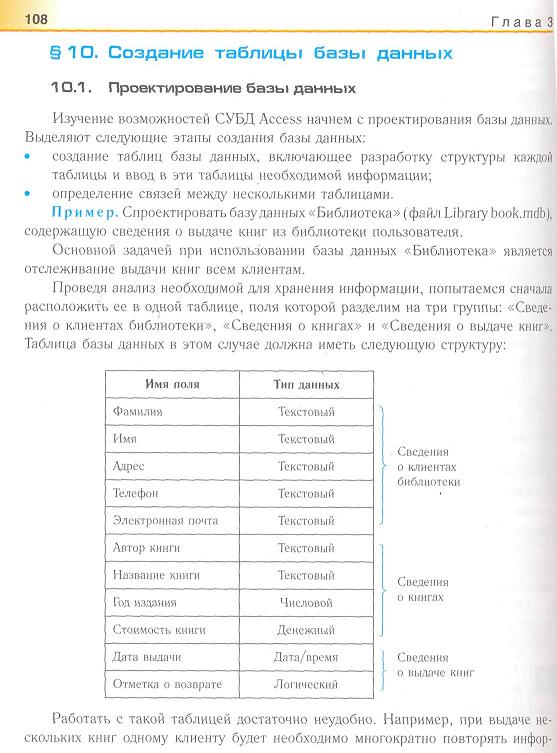 108
Глава 3
§ 10. Создание таблицы базы данных
10.1. Проектирование базы данных
Изучение возможностей СУБД Access начнем с проектирования базы данных.
Выделяют следующие этапы создания базы данных:
• создание таблиц базы данных, включающее разработку структуры каждой
таблицы и ввод в эти таблицы необходимой информации;
• определение связей между несколькими таблицами.
Пример. Спроектировать базу данных «Библиотека» (файл Library book.mdb),
содержащую сведения о выдаче книг из библиотеки пользователя.
Основной задачей при использовании базы данных «Библиотека» является
отслеживание выдачи книг всем клиентам.
Проведя анализ необходимой для хранения информации, попытаемся сначала
расположить ее в одной таблице, поля которой разделим на три группы: «Сведе-
ния о клиентах библиотеки», «Сведения о книгах» и «Сведения о выдаче книг».
Таблица базы данных в этом случае должна иметь следующую структуру:
Имя поля Тип данных
Фамилия Текстовый
Имя Текстовый
Адрес Текстовый
Телефон Текстовый
Электронная почта Текстовый
Сведения
о клиентах
библиотеки
Автор книги Текстовый
Название книги Текстовый
Год издания Числовой
Стоимость книги Денежный
Сведения
о книгах
Дата выдачи Дата/время
Отметка о возврате Логический
Сведения
о выдаче книг
Работать с такой таблицей достаточно неудобно. Например, при выдаче не-
скольких книг одному клиенту будет необходимо многократно повторять инфор-